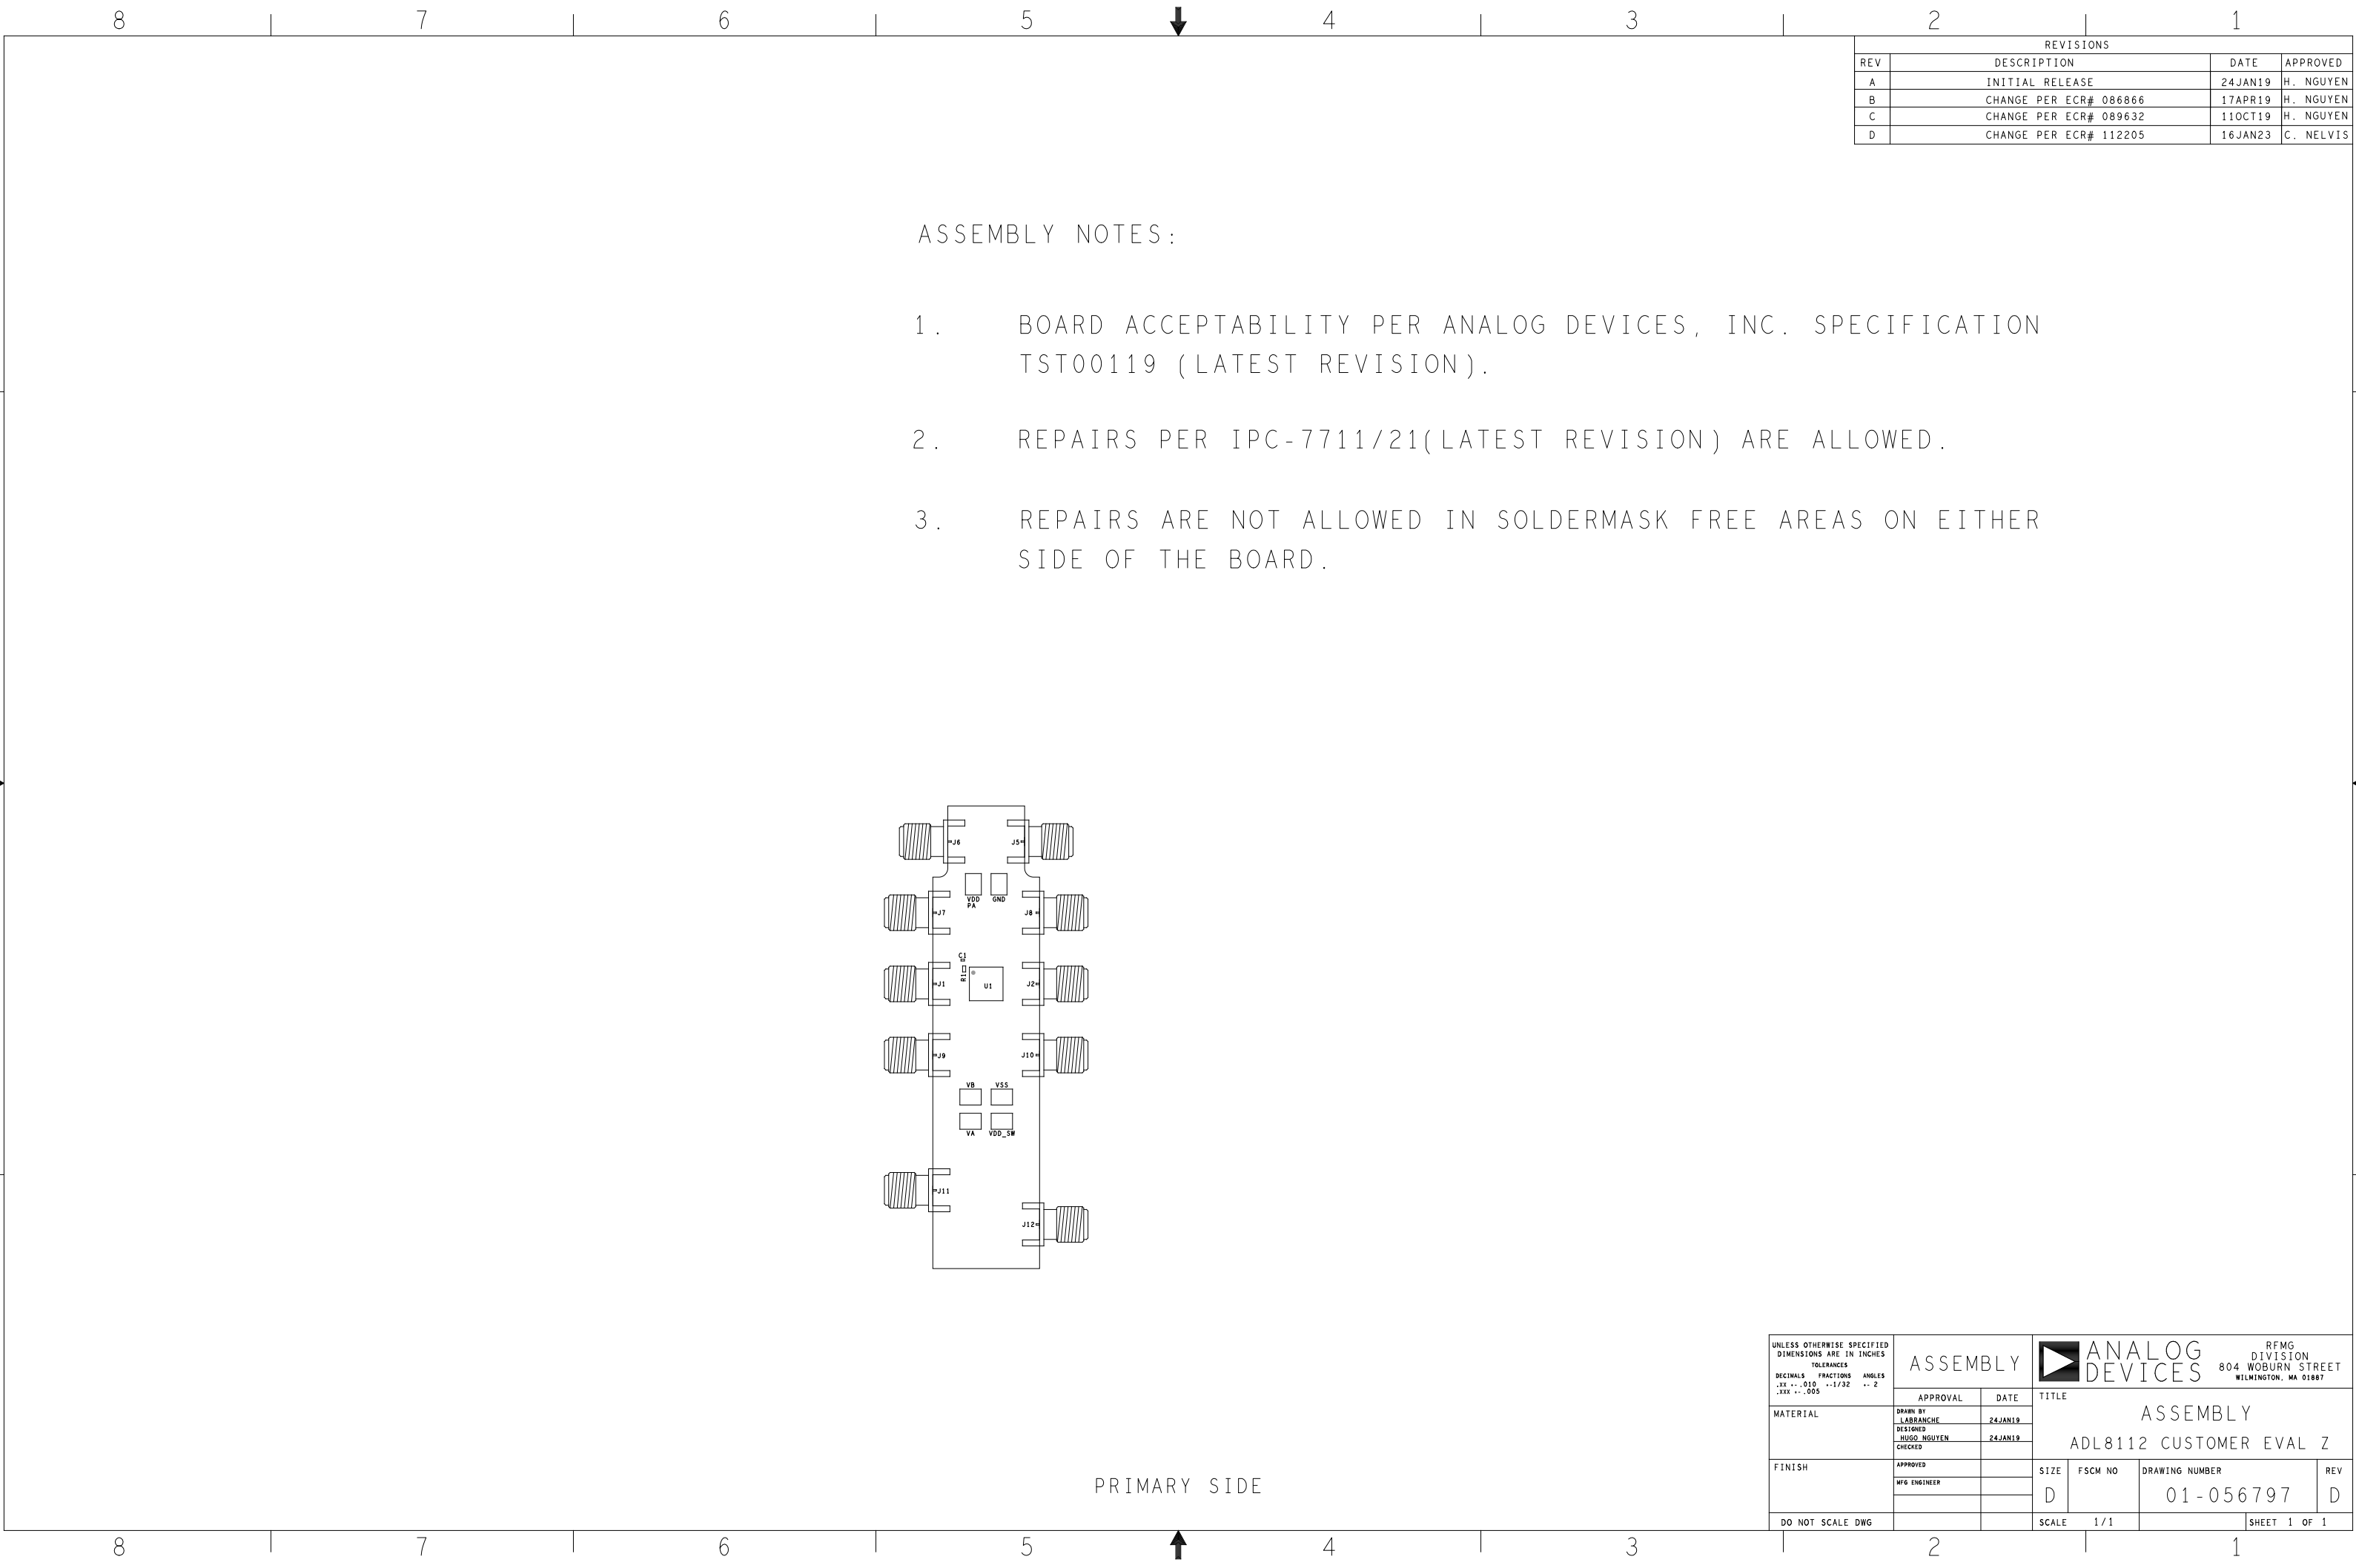 8 7 6 5 4 3 2 1
REVISIONS
REV DESCRIPTION DATE APPROVED
A INITIAL RELEASE 24JAN19 H. NGUYEN
B CHANGE PER ECR# 086866 17APR19 H. NGUYEN
C CHANGE PER ECR# 089632 11OCT19 H. NGUYEN
D CHANGE PER ECR# 112205 16JAN23 C. NELVIS
ASSEMBLY NOTES:
1. BOARD ACCEPTABILITY PER ANALOG DEVICES, INC. SPECIFICATION
TST00119 (LATEST REVISION).
2. REPAIRS PER IPC-7711/21(LATEST REVISION) ARE ALLOWED.
3. REPAIRS ARE NOT ALLOWED IN SOLDERMASK FREE AREAS ON EITHER
SIDE OF THE BOARD.
J6 J5
VDD GND
PA
J7 J8
C1
R1
J1 U1 J2
J9 J10
VB VSS
VA VDD_SW
J11
J12
PRIMARY SIDE
UNLESS OTHERWISE SPECIFIED
DIMENSIONS ARE IN INCHES
TOLERANCES
DECIMALS FRACTIONS ANGLES
.XX +-.010 +-1/32 +- 2
.XXX +-.005
MATERIAL
FINISH
DO NOT SCALE DWG
ASSEMBLY
APPROVAL DATE
DRAWN BY
LABRANCHE 24JAN19
DESIGNED
HUGO NGUYEN 24JAN19
CHECKED
APPROVED
MFG ENGINEER
ANALOG
DEVICES
RFMG
DIVISION
804 WOBURN STREET
WILMINGTON, MA 01887
TITLE
ASSEMBLY
ADL8112 CUSTOMER EVAL Z
SIZE FSCM NO DRAWING NUMBER REV
D 01-056797 D
SCALE 1/1 SHEET 1 OF 1
8 7 6 5 4 3 2 1